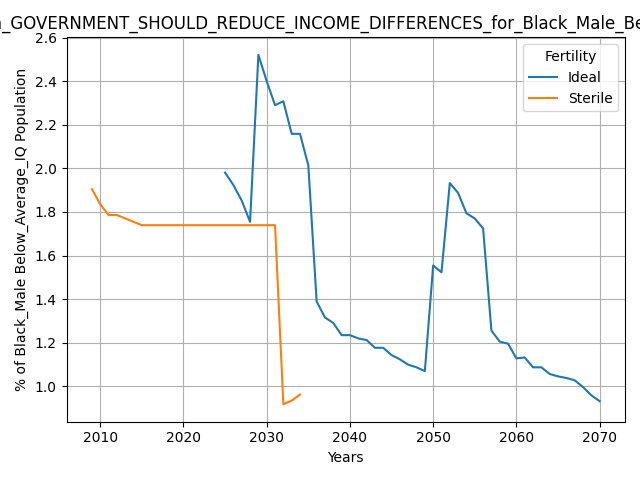 _GOVERNMENT_SHOULD_REDUCE_INCOME_DIFFERENCES_for_Black_Male_Be
Fertility
Ideal
Sterile
% of Black_Male Below_Average_IQ Population
2.6
2.4
2.2
2.0
1.8
1.6
1.4
1.2
1.0
2010 2020 2030 2040 2050 2060 2070
Years